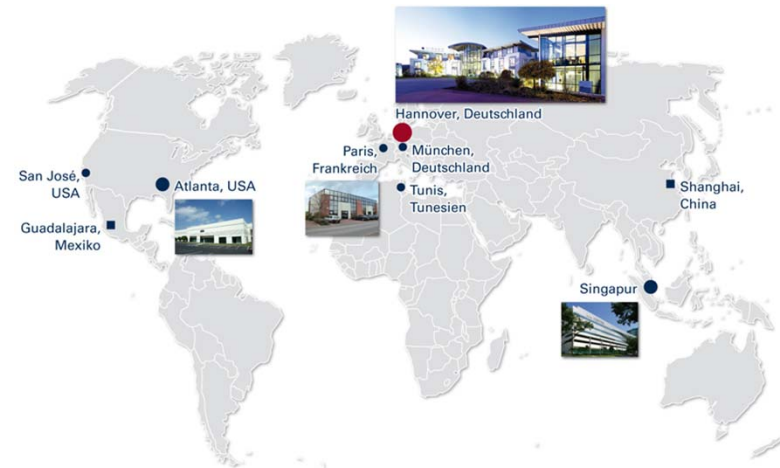 Hannover, Deutschland
Paris,
Frankreich
München,
Deutschland
San José,
USA
Atlanta, USA
Tunis,
Tunesien
Shanghai,
China
Guadalajara,
Mexiko
Singapur